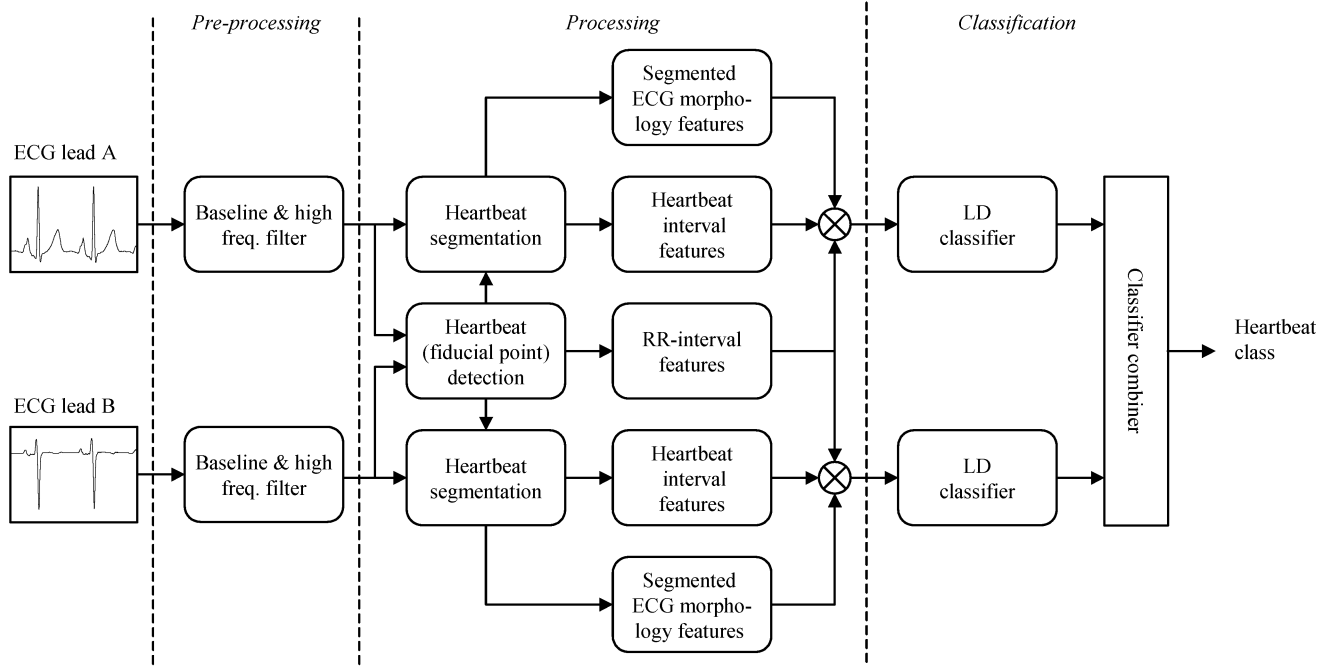 Pre-processing
Processing
Classification
Segmented
ECG morpho-
logy features
ECG lead A
Baseline & high
freq. filter
Heartbeat
segmentation
Heartbeat
interval
features
LD
classifier
Heartbeat
(fiducial point)
detection
RR-interval
features
Classifier combiner
Heartbeat
class
ECG lead B
Baseline & high
freq. filter
Heartbeat
segmentation
Heartbeat
interval
features
LD
classifier
Segmented
ECG morpho-
logy features